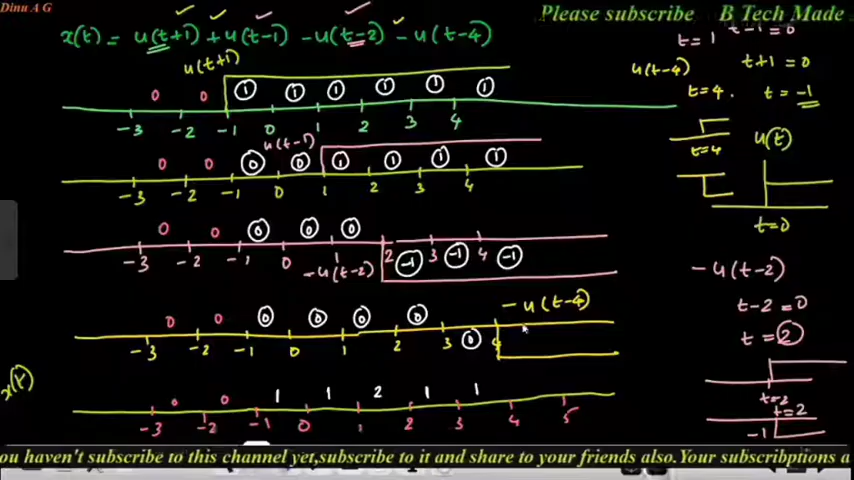 Dinu A G
Please subscribe B Tech Made
x(t) = u(t+1) + u(t-1) - u(t-2) - u(t-4)
t=1 t-1=0
u(t+1)
u(t-4) t+1=0
t=4. t=-1
0 0 1 1 1 1 1 1
-3 -2 -1 0 1 2 3 4
t=4 u(t)
u(t-1)
0 0 0 0 1 1 1 1
-3 -2 -1 0 1 2 3 4
t=0
0 0 0 0 0
-3 -2 -1 0 1 2 3 4
-u(t-2) -1 -1 -1
-u(t-2)
t-2=0
t=2
-u(t-4)
0 0 0 0 0 0 0
-3 -2 -1 0 1 2 3 4
x(t)
0 0 1 1 2 1 1
-3 -2 -1 0 1 2 3 4 5
t=2
t=2
-1
ou haven't subscribe to this channel yet,subscribe it and share to your friends also.Your subscribptions a